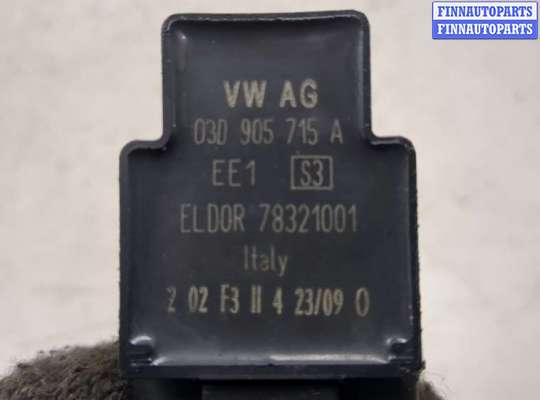 FINNAUTOPARTS
FINNAUTOPARTS
VW AG
03D 905 715 A
EE1 S3
ELDOR 78321001
Italy
2 02 F3 II 4 23/09 0